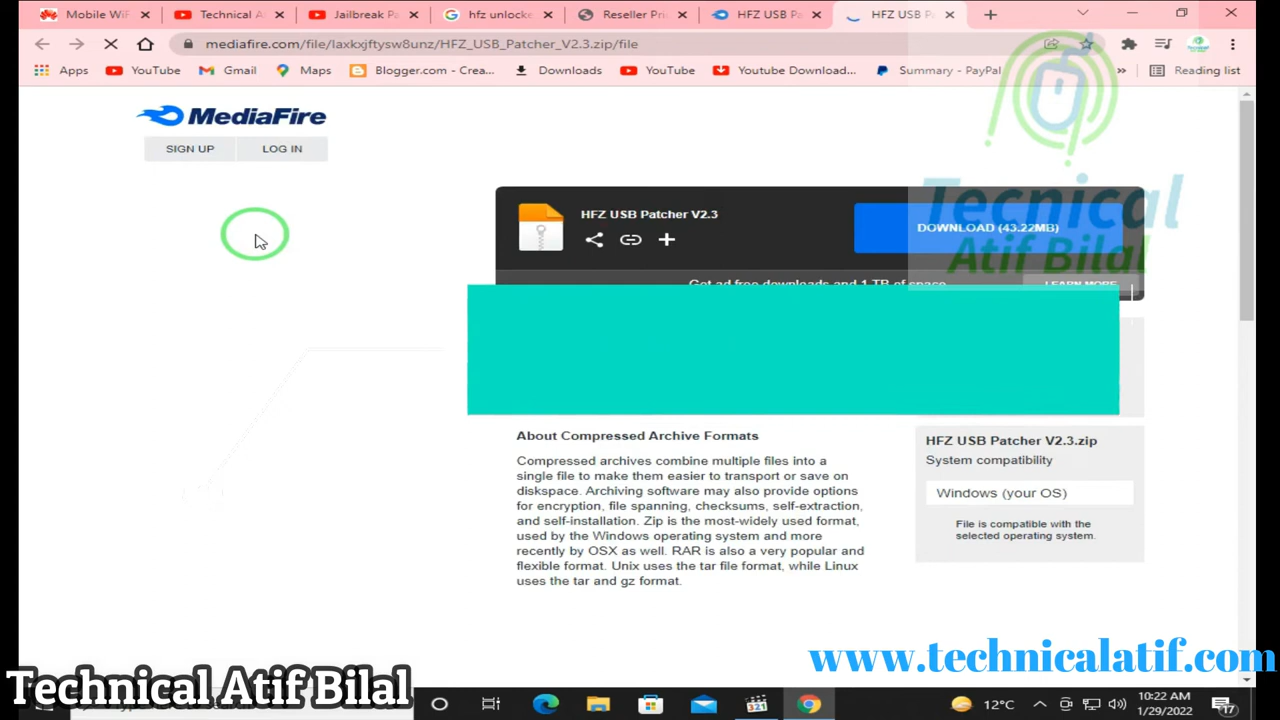 Mobile WiF
Technical A
Jailbreak Pa
hfz unlocke
Reseller Pri
HFZ USB Pa
HFZ USB P
mediafire.com/file/laxkxjftysw8unz/HFZ_USB_Patcher_V2.3.zip/file
Apps
YouTube
Gmail
Maps
Blogger.com - Crea...
Downloads
YouTube
Youtube Download...
Summary - PayPal
»
Reading list
MediaFire
SIGN UP
LOG IN
HFZ USB Patcher V2.3
DOWNLOAD (43.22MB)
Get ad free downloads and 1 TB of space
LEARN MORE
Tecnical
Atif Bilal
About Compressed Archive Formats
Compressed archives combine multiple files into a
single file to make them easier to transport or save on
diskspace. Archiving software may also provide options
for encryption, file spanning, checksums, self-extraction,
and self-installation. Zip is the most-widely used format,
used by the Windows operating system and more
recently by OSX as well. RAR is also a very popular and
flexible format. Unix uses the tar file format, while Linux
uses the tar and gz format.
HFZ USB Patcher V2.3.zip
System compatibility
Windows (your OS)
File is compatible with the
selected operating system.
www.technicalatif.com
Technical Atif Bilal
321
12°C
10:22 AM
1/29/2022
17